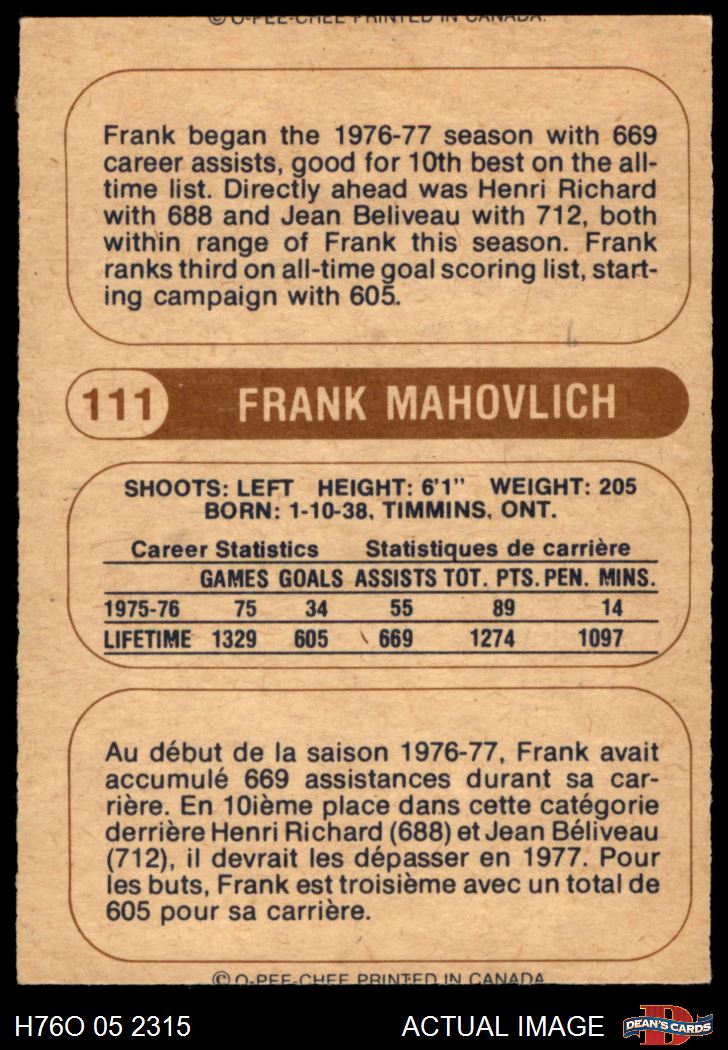 © O-PEE-CHEE PRINTED IN CANADA.
Frank began the 1976-77 season with 669
career assists, good for 10th best on the all-
time list. Directly ahead was Henri Richard
with 688 and Jean Beliveau with 712, both
within range of Frank this season. Frank
ranks third on all-time goal scoring list, start-
ing campaign with 605.
111 FRANK MAHOVLICH
SHOOTS: LEFT HEIGHT: 6'1" WEIGHT: 205
BORN: 1-10-38, TIMMINS, ONT.
Career Statistics Statistiques de carrière
GAMES GOALS ASSISTS TOT. PTS. PEN. MINS.
1975-76 75 34 55 89 14
LIFETIME 1329 605 669 1274 1097
Au début de la saison 1976-77, Frank avait
accumulé 669 assistances durant sa car-
rière. En 10ième place dans cette catégorie
derrière Henri Richard (688) et Jean Béliveau
(712), il devrait les dépasser en 1977. Pour
les buts, Frank est troisième avec un total de
605 pour sa carrière.
© O-PEE-CHEE PRINTED IN CANADA
H76O 05 2315 ACTUAL IMAGE DEAN'S CARDS